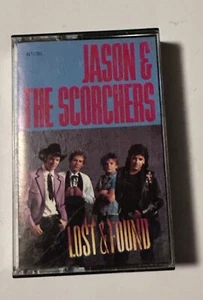 JASON &
THE SCORCHERS
LOST & FOUND